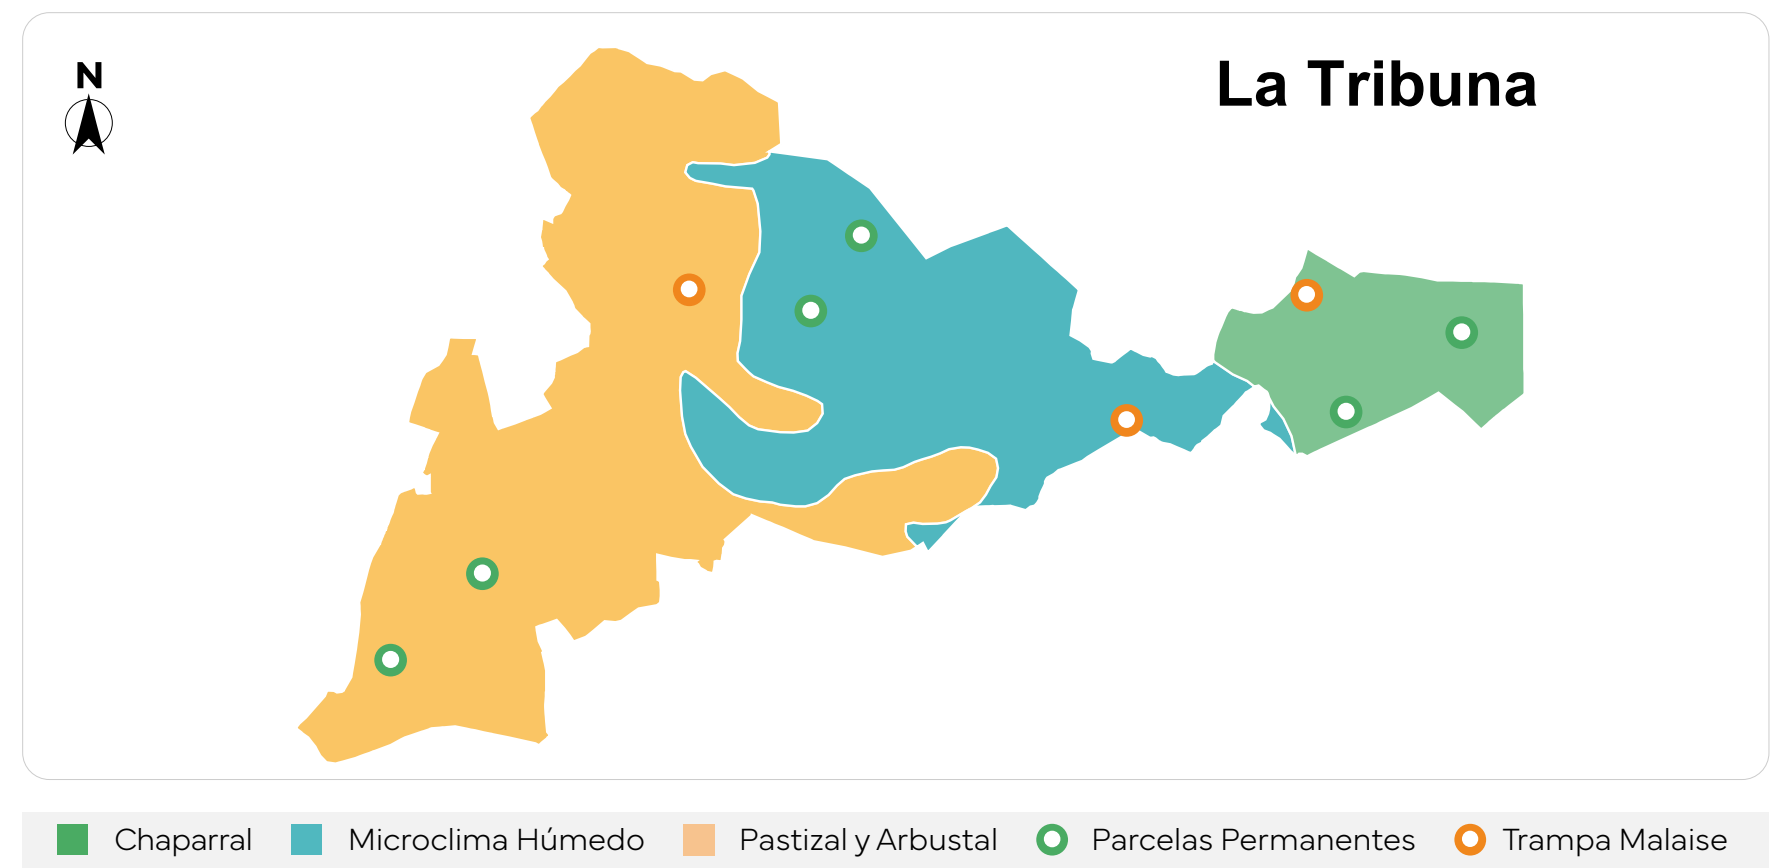 N
La Tribuna
Chaparral
Microclima Húmedo
Pastizal y Arbustal
Parcelas Permanentes
Trampa Malaise